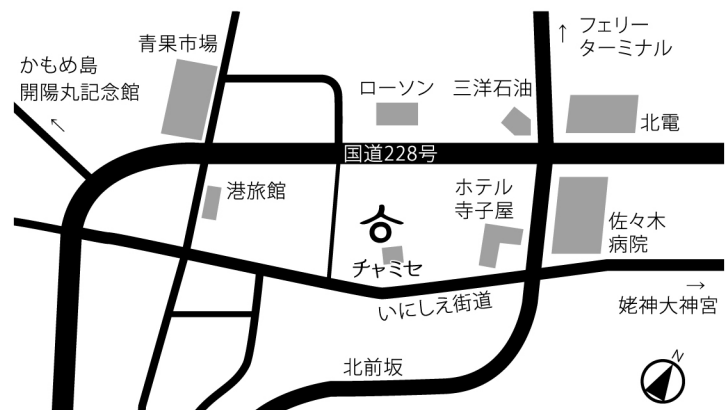 フェリー
ターミナル
↑
青果市場
かもめ島
開陽丸記念館
←
ローソン
三洋石油
北電
国道228号
港旅館
ホテル
寺子屋
佐々木
病院
チャミセ
いにしえ街道
→
姥神大神宮
北前坂
N